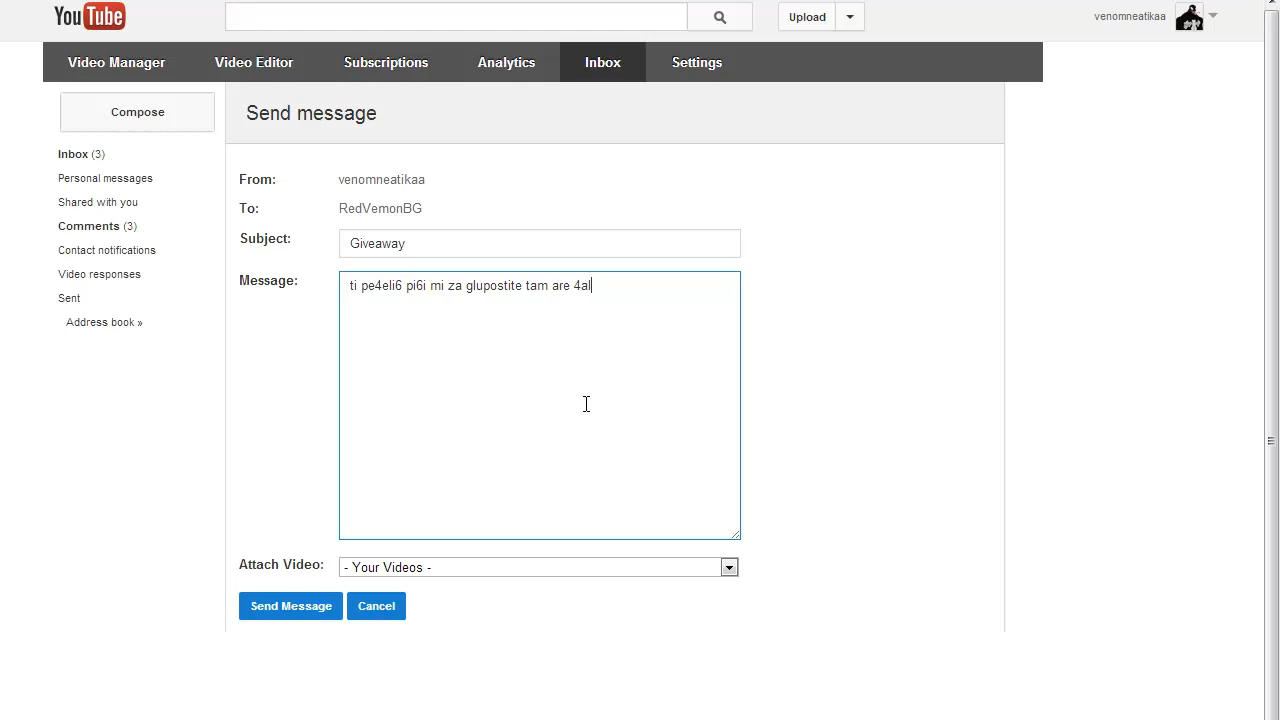 YouTube
Upload
venomneatikaa
Video Manager
Video Editor
Subscriptions
Analytics
Inbox
Settings
Compose
Send message
Inbox (3)
Personal messages
Shared with you
Comments (3)
Contact notifications
Video responses
Sent
Address book »
From: venomneatikaa
To: RedVemonBG
Subject: Giveaway
Message: ti pe4eli6 pi6i mi za glupostite tam are 4al
Attach Video: - Your Videos -
Send Message
Cancel